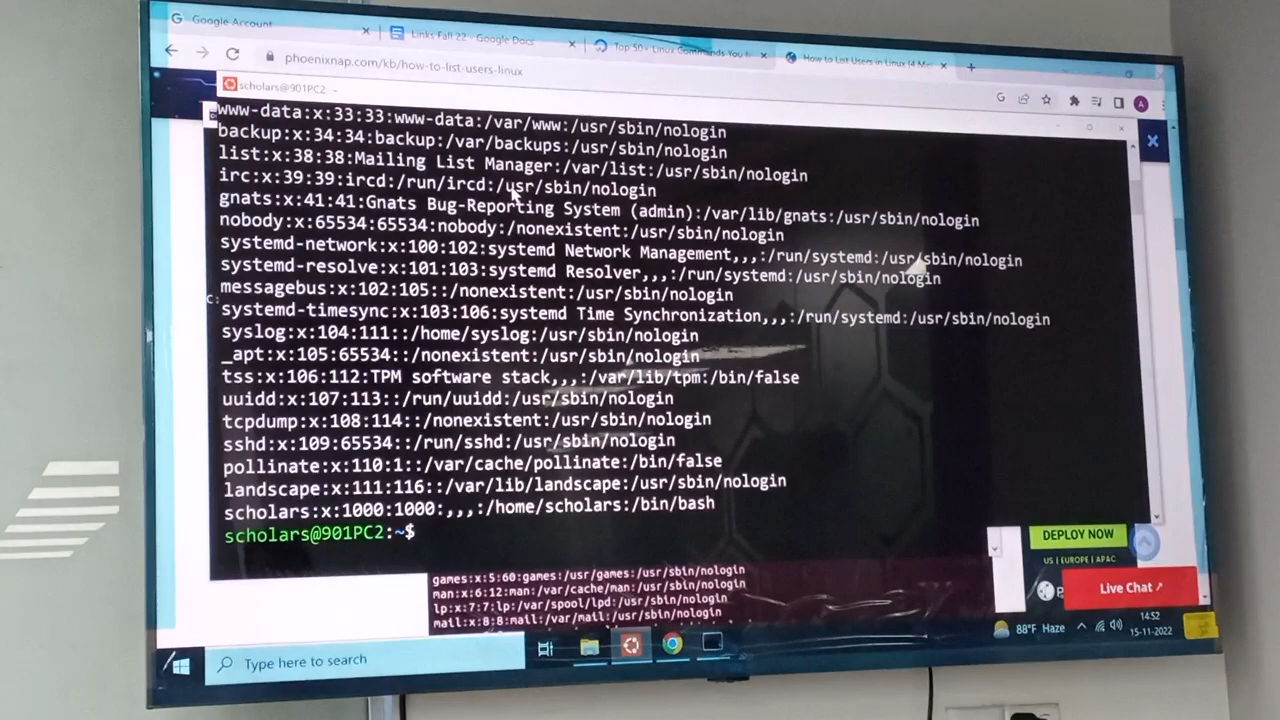 Google Account
Links Fall 22 - Google Docs
Top 50+ Linux Commands You
How to List Users in Linux (4 Me
phoenixnap.com/kb/how-to-list-users-linux
scholars@901PC2
www-data:x:33:33:www-data:/var/www:/usr/sbin/nologin
backup:x:34:34:backup:/var/backups:/usr/sbin/nologin
list:x:38:38:Mailing List Manager:/var/list:/usr/sbin/nologin
irc:x:39:39:ircd:/run/ircd:/usr/sbin/nologin
gnats:x:41:41:Gnats Bug-Reporting System (admin):/var/lib/gnats:/usr/sbin/nologin
nobody:x:65534:65534:nobody:/nonexistent:/usr/sbin/nologin
systemd-network:x:100:102:systemd Network Management,,,:/run/systemd:/usr/sbin/nologin
systemd-resolve:x:101:103:systemd Resolver,,,:/run/systemd:/usr/sbin/nologin
messagebus:x:102:105::/nonexistent:/usr/sbin/nologin
C:
systemd-timesync:x:103:106:systemd Time Synchronization,,,:/run/systemd:/usr/sbin/nologin
syslog:x:104:111::/home/syslog:/usr/sbin/nologin
_apt:x:105:65534::/nonexistent:/usr/sbin/nologin
tss:x:106:112:TPM software stack,,,:/var/lib/tpm:/bin/false
uuidd:x:107:113::/run/uuidd:/usr/sbin/nologin
tcpdump:x:108:114::/nonexistent:/usr/sbin/nologin
sshd:x:109:65534::/run/sshd:/usr/sbin/nologin
pollinate:x:110:1::/var/cache/pollinate:/bin/false
landscape:x:111:116::/var/lib/landscape:/usr/sbin/nologin
scholars:x:1000:1000:,,,:/home/scholars:/bin/bash
scholars@901PC2:~$
DEPLOY NOW
US | EUROPE | APAC
Live Chat
games:x:5:60:games:/usr/games:/usr/sbin/nologin
man:x:6:12:man:/var/cache/man:/usr/sbin/nologin
lp:x:7:7:lp:/var/spool/lpd:/usr/sbin/nologin
mail:x:8:8:mail:/var/mail:/usr/sbin/nologin
Type here to search
88°F Haze
14:52
15-11-2022